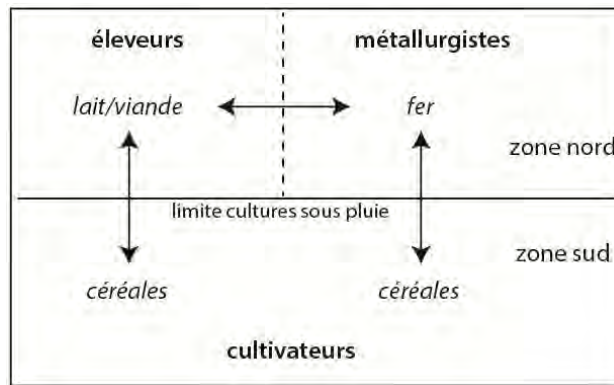 éleveurs métallurgistes
lait/viande fer
zone nord
limite cultures sous pluie
zone sud
céréales céréales
cultivateurs